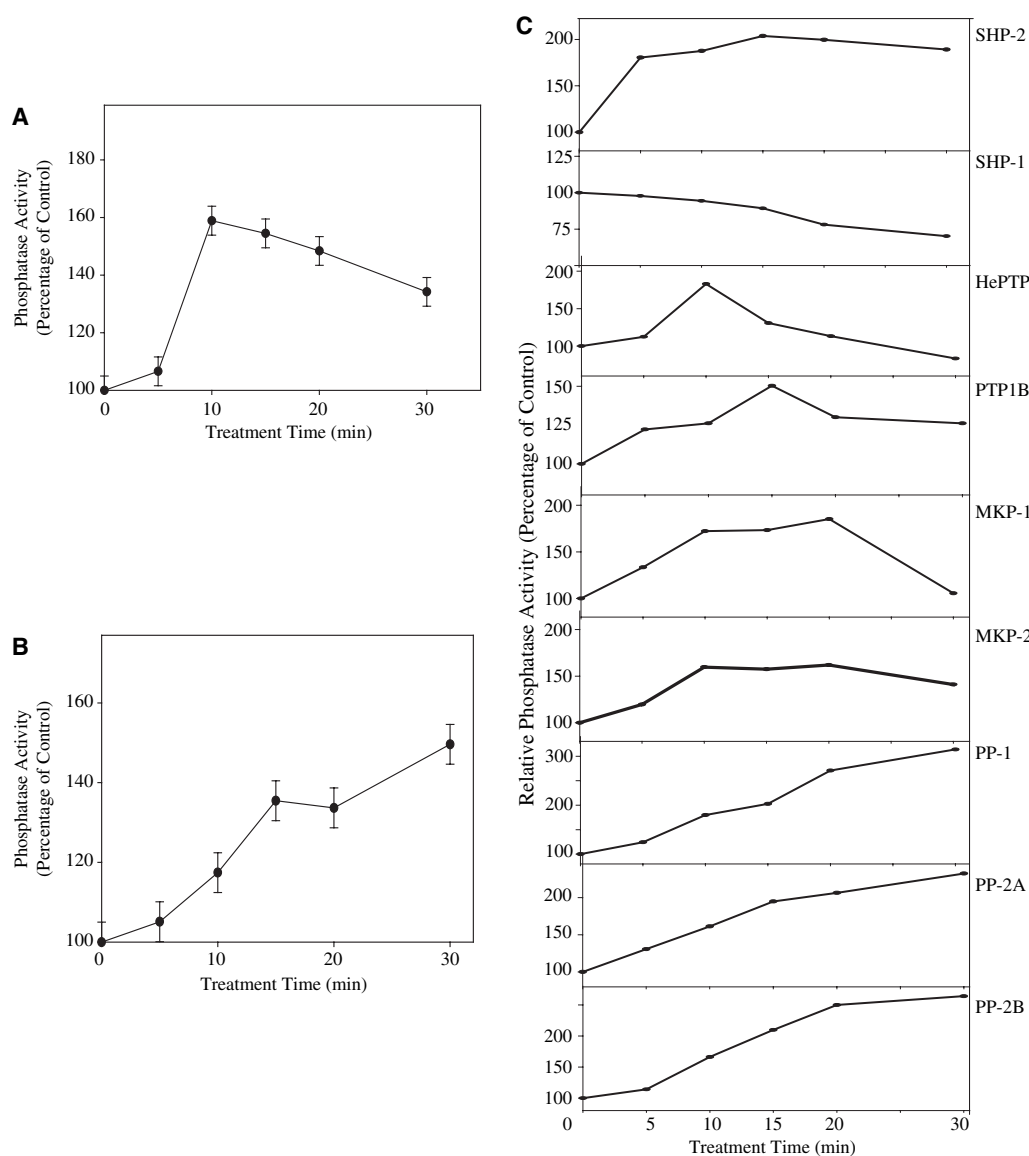 A
Phosphatase Activity
(Percentage of Control)
180
160
140
120
100
0
10
20
30
Treatment Time (min)
B
Phosphatase Activity
(Percentage of Control)
160
140
120
100
0
10
20
30
Treatment Time (min)
C
Relative Phosphatase Activity (Percentage of Control)
200
150
100
SHP-2
125
100
75
SHP-1
200
150
100
HePTP
150
125
100
PTP1B
200
150
100
MKP-1
200
150
100
MKP-2
300
200
100
PP-1
200
150
100
PP-2A
200
150
100
PP-2B
0
5
10
15
20
30
Treatment Time (min)